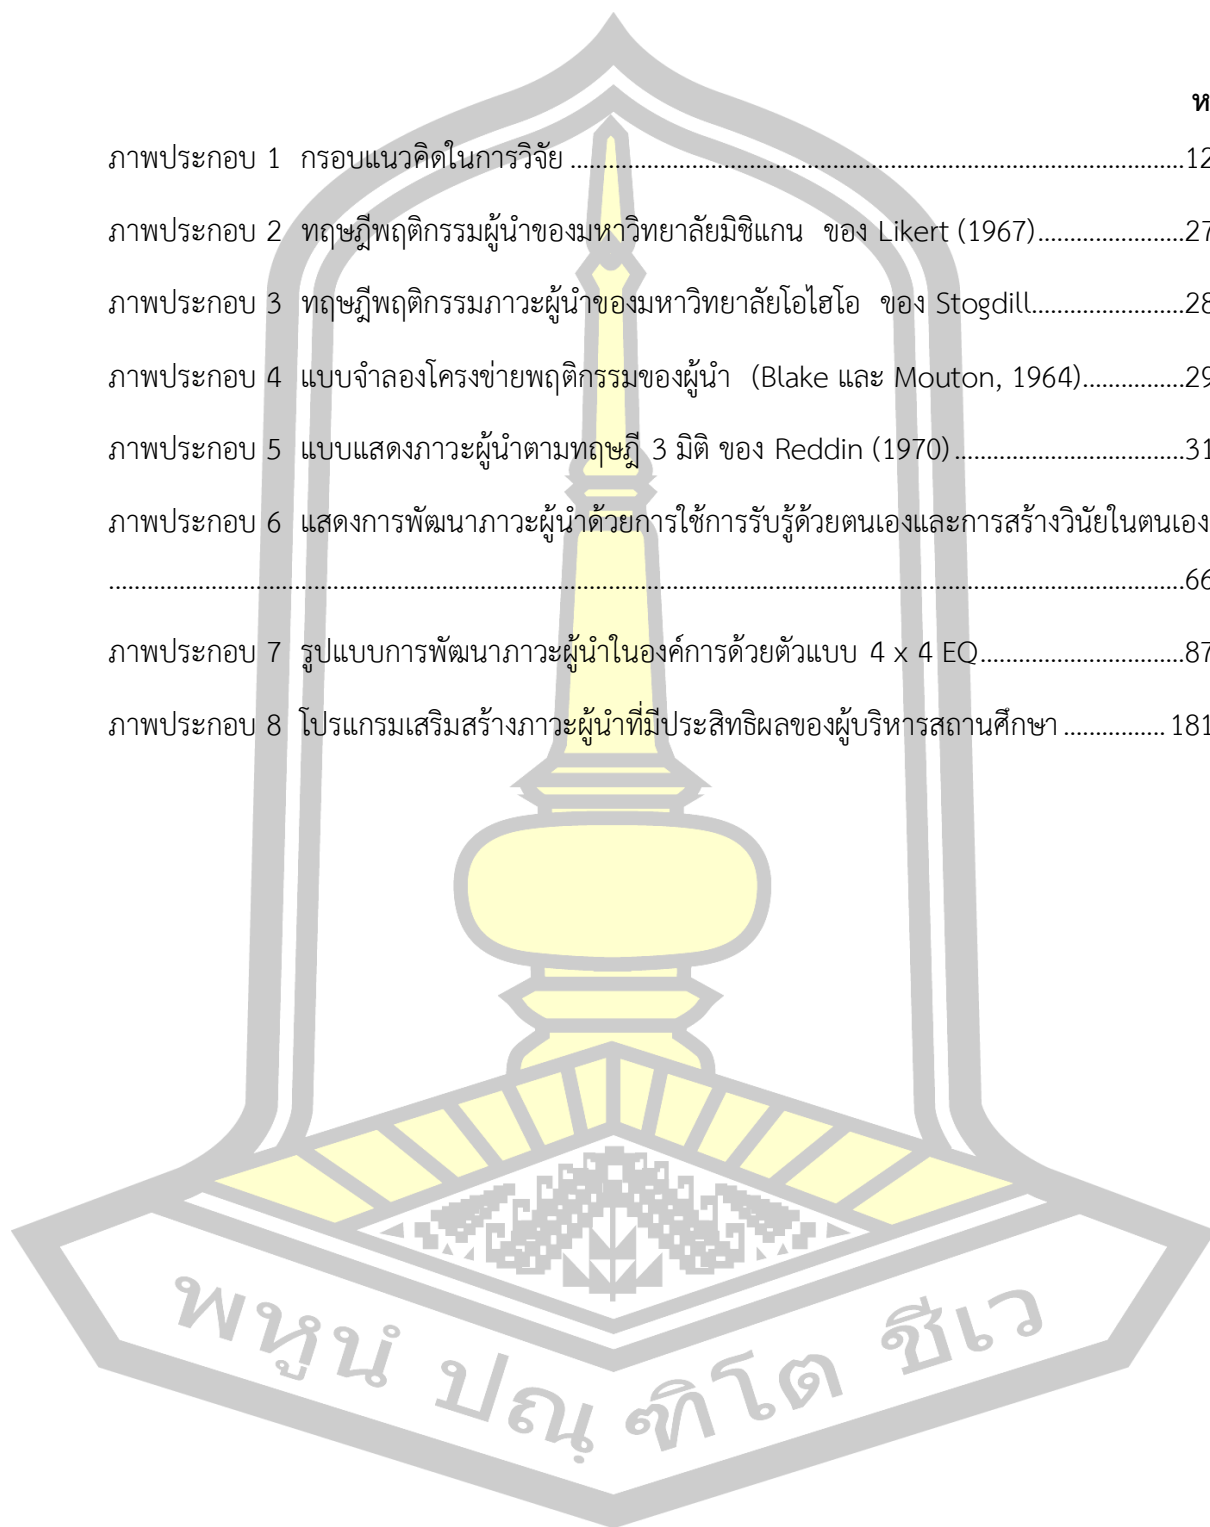 ห
ภาพประกอบ 1 กรอบแนวคิดในการวิจัย ........................................................................................................12
ภาพประกอบ 2 ทฤษฎีพฤติกรรมผู้นำของมหาวิทยาลัยมิชิแกน ของ Likert (1967)........................27
ภาพประกอบ 3 ทฤษฎีพฤติกรรมภาวะผู้นำของมหาวิทยาลัยโอไฮโอ ของ Stogdill.........................28
ภาพประกอบ 4 แบบจำลองโครงข่ายพฤติกรรมของผู้นำ (Blake และ Mouton, 1964)................29
ภาพประกอบ 5 แบบแสดงภาวะผู้นำตามทฤษฎี 3 มิติ ของ Reddin (1970).....................................31
ภาพประกอบ 6 แสดงการพัฒนาภาวะผู้นำด้วยการใช้การรับรู้ด้วยตนเองและการสร้างวินัยในตนเอง
................................................................................................................................................66
ภาพประกอบ 7 รูปแบบการพัฒนาภาวะผู้นำในองค์การด้วยตัวแบบ 4 x 4 EQ.................................87
ภาพประกอบ 8 โปรแกรมเสริมสร้างภาวะผู้นำที่มีประสิทธิผลของผู้บริหารสถานศึกษา ................ 181
พหูนํ ปณฺฑิโต ชีเว